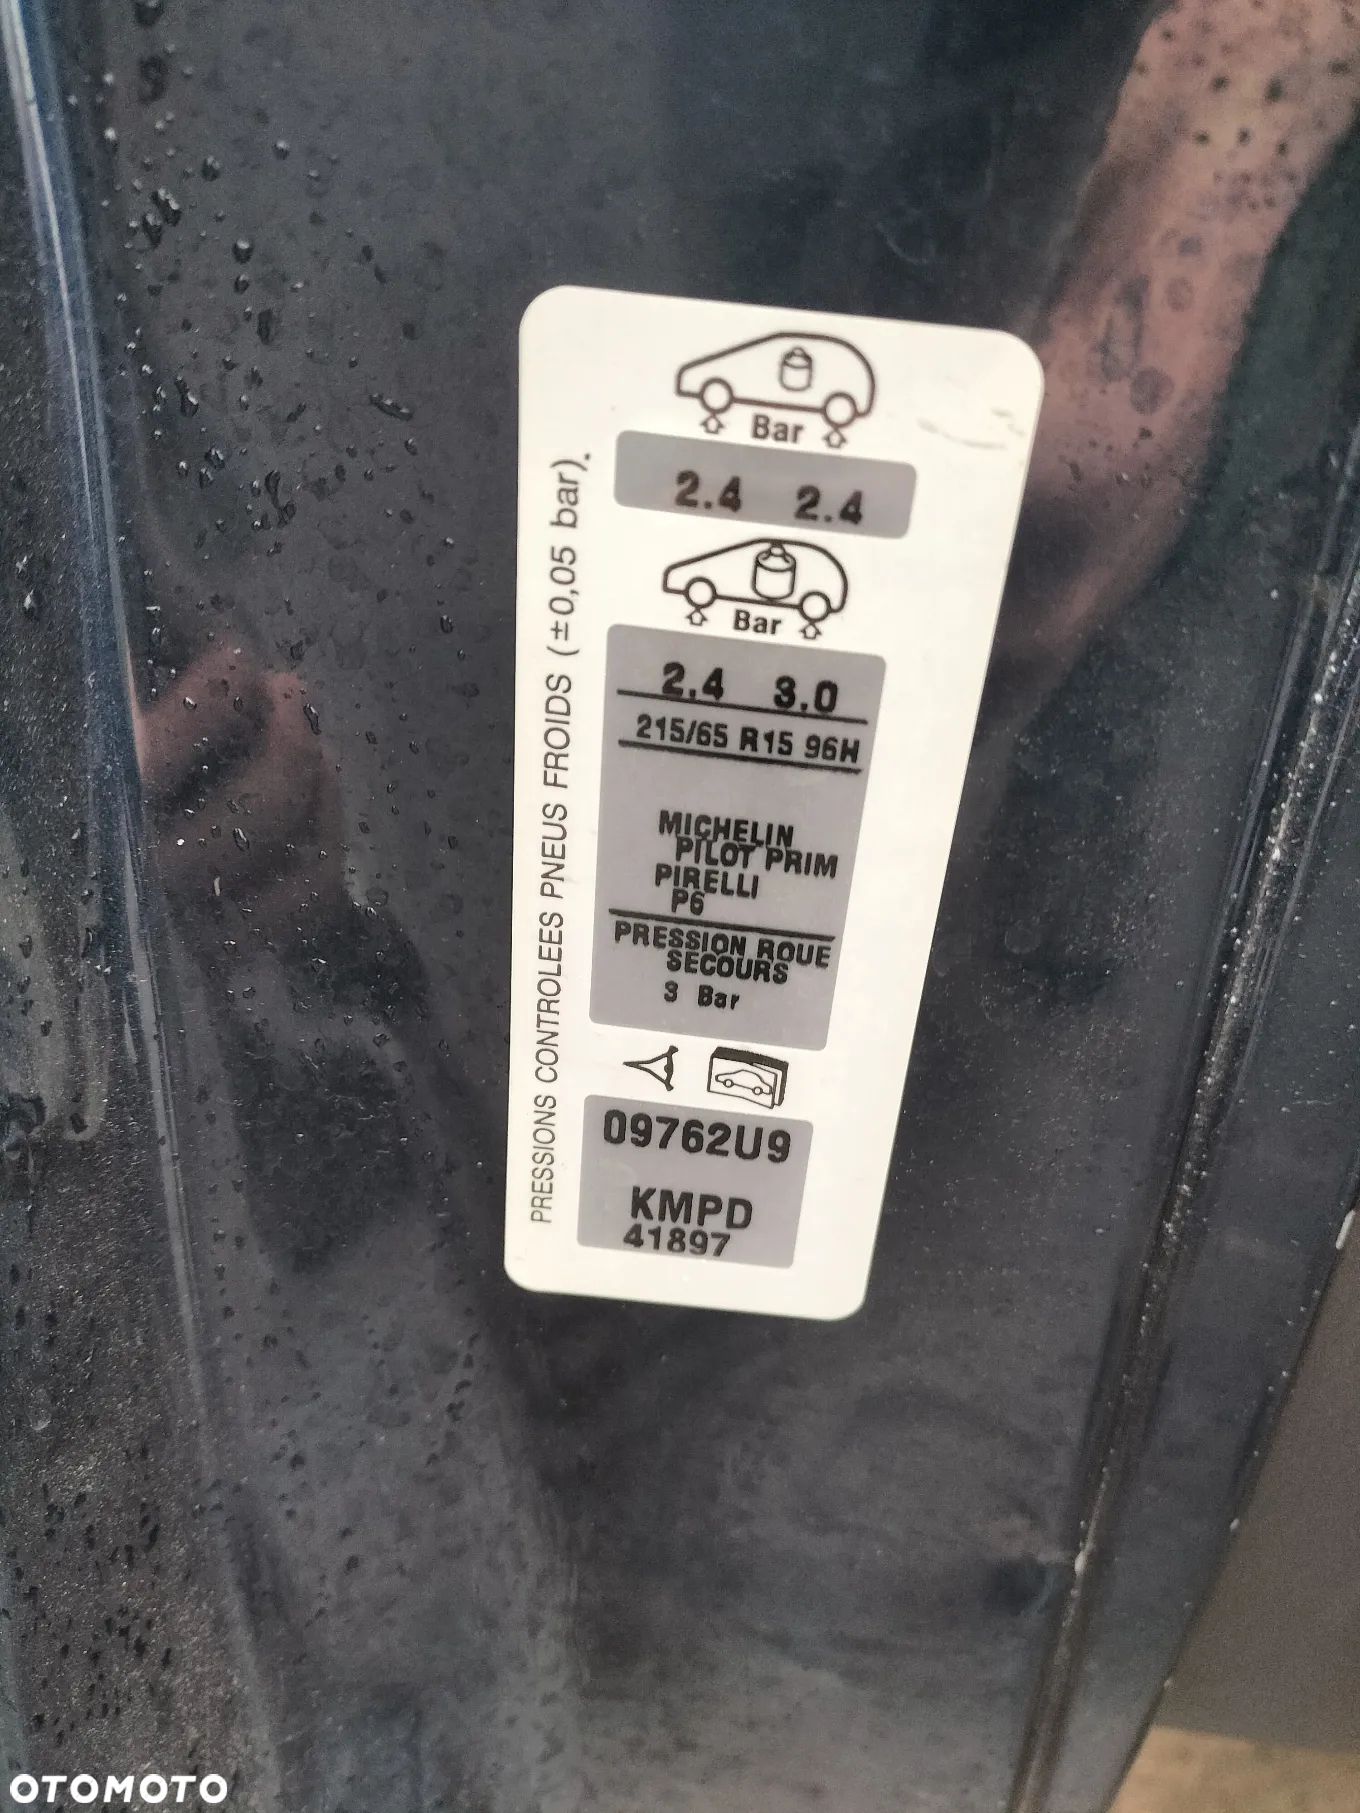 Bar
2.4 2.4
Bar
2.4 3.0
215/65 R15 96H
MICHELIN
PILOT PRIM
PIRELLI
P6
PRESSION ROUE
SECOURS
3 Bar
09762U9
KMPD
41897
PRESSIONS CONTROLEES PNEUS FROIDS (±0,05 bar).
OTOMOTO